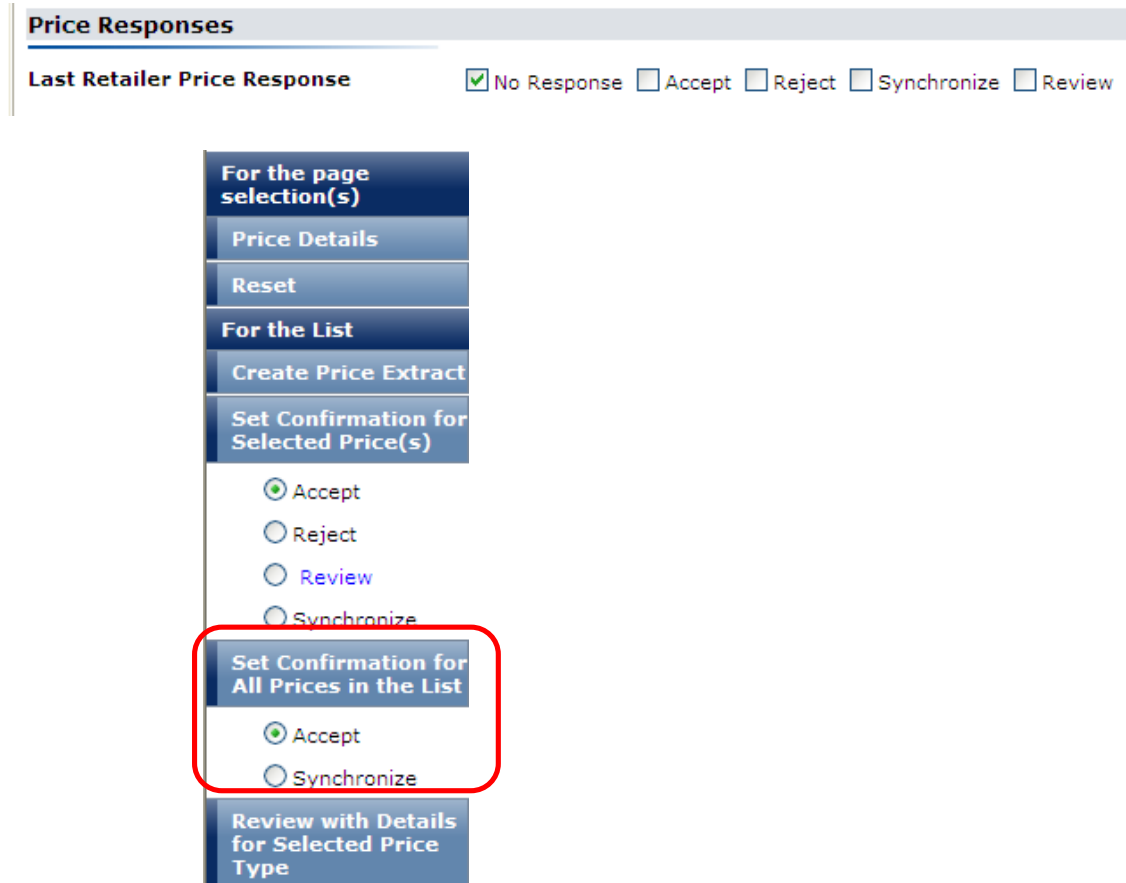 Price Responses
Last Retailer Price Response No Response Accept Reject Synchronize Review
For the page
selection(s)
Price Details
Reset
For the List
Create Price Extract
Set Confirmation for
Selected Price(s)
Accept
Reject
Review
Synchronize
Set Confirmation for
All Prices in the List
Accept
Synchronize
Review with Details
for Selected Price
Type